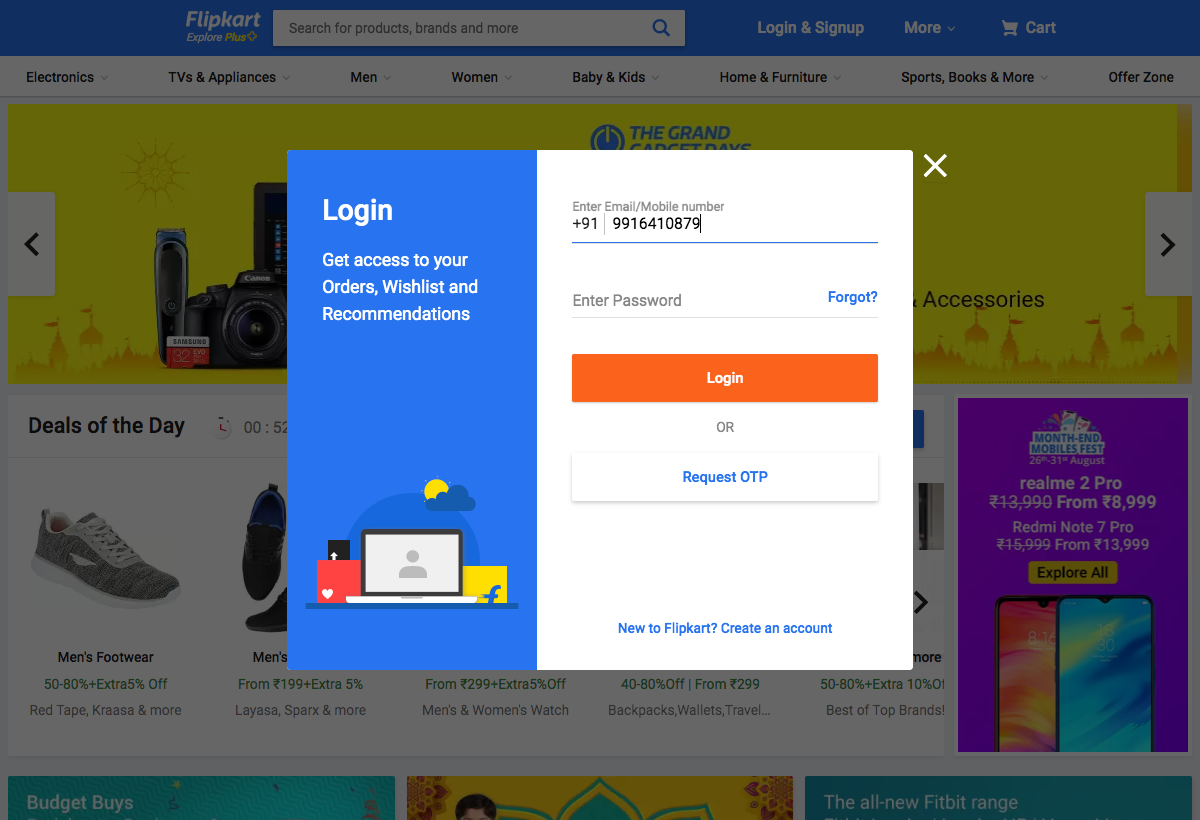 Flipkart
Explore Plus
Search for products, brands and more
Login & Signup
More
Cart
Electronics
TVs & Appliances
Men
Women
Baby & Kids
Home & Furniture
Sports, Books & More
Offer Zone
THE GRAND
GADGET DAYS
Canon
SAMSUNG
32 EVO
& Accessories
Login
Get access to your
Orders, Wishlist and
Recommendations
Enter Email/Mobile number
+91 9916410879
Enter Password
Forgot?
Login
OR
Request OTP
New to Flipkart? Create an account
Deals of the Day
00 : 52
Men's Footwear
50-80%+Extra5% Off
Red Tape, Kraasa & more
Men's
From ₹199+Extra 5%
Layasa, Sparx & more
From ₹299+Extra5%Off
Men's & Women's Watch
40-80%Off | From ₹299
Backpacks,Wallets,Travel...
more
50-80%+Extra 10%Of
Best of Top Brands!
MONTH-END
MOBILES FEST
26th-31st August
realme 2 Pro
₹13,990 From ₹8,999
Redmi Note 7 Pro
₹15,999 From ₹13,999
Explore All
8:16
Budget Buys
The all-new Fitbit range